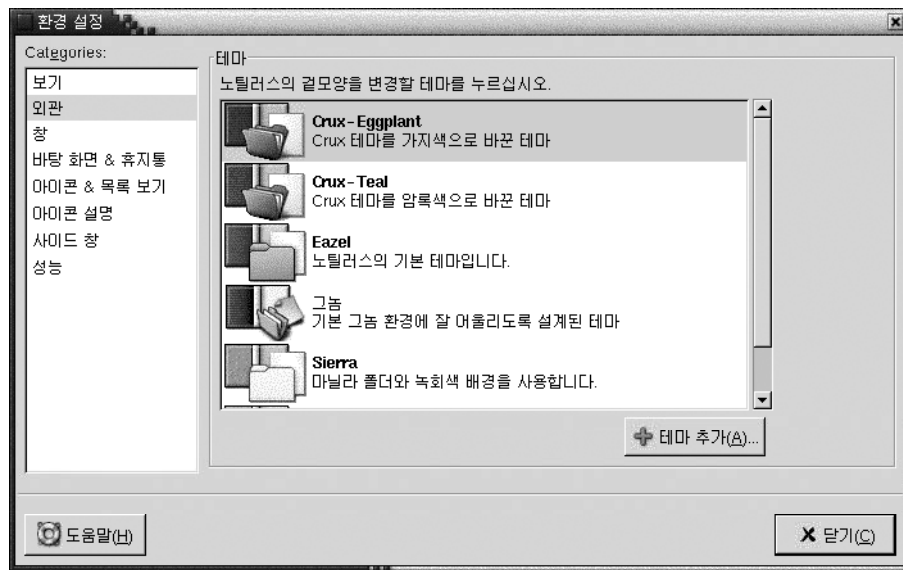 환경 설정
Categories:
보기
외관
창
바탕 화면 & 휴지통
아이콘 & 목록 보기
아이콘 설명
사이드 창
성능
테마
노틸러스의 겉모양을 변경할 테마를 누르십시오.
Crux-Eggplant
Crux 테마를 가지색으로 바꾼 테마
Crux-Teal
Crux 테마를 암록색으로 바꾼 테마
Eazel
노틸러스의 기본 테마입니다.
그놈
기본 그놈 환경에 잘 어울리도록 설계된 테마
Sierra
마닐라 폴더와 녹회색 배경을 사용합니다.
테마 추가(A)...
도움말(H)
닫기(C)